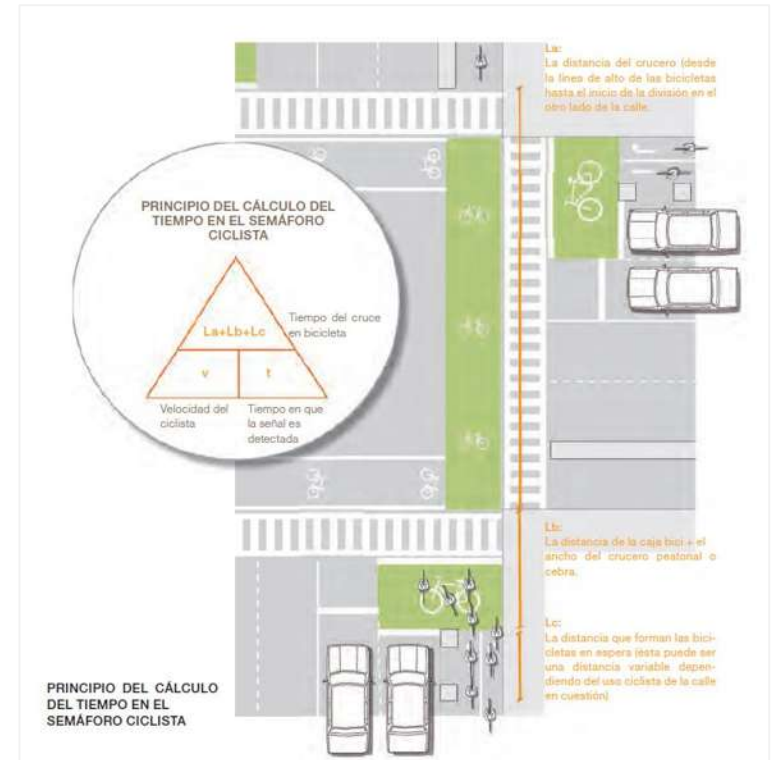 La:
La distancia del crucero (desde
la línea de alto de las bicicletas
hasta el inicio de la división en el
otro lado de la calle.
PRINCIPIO DEL CÁLCULO DEL
TIEMPO EN EL SEMÁFORO
CICLISTA
La+Lb+Lc
Tiempo del cruce
en bicicleta
v
t
Velocidad del
ciclista
Tiempo en que
la señal es
detectada
Lb:
La distancia de la caja bici + el
ancho del crucero peatonal o
cebra.
Lc:
La distancia que forman las bici-
cletas en espera (ésta puede ser
una distancia variable depen-
diendo del uso ciclista de la calle
en cuestión)
PRINCIPIO DEL CÁLCULO
DEL TIEMPO EN EL
SEMÁFORO CICLISTA